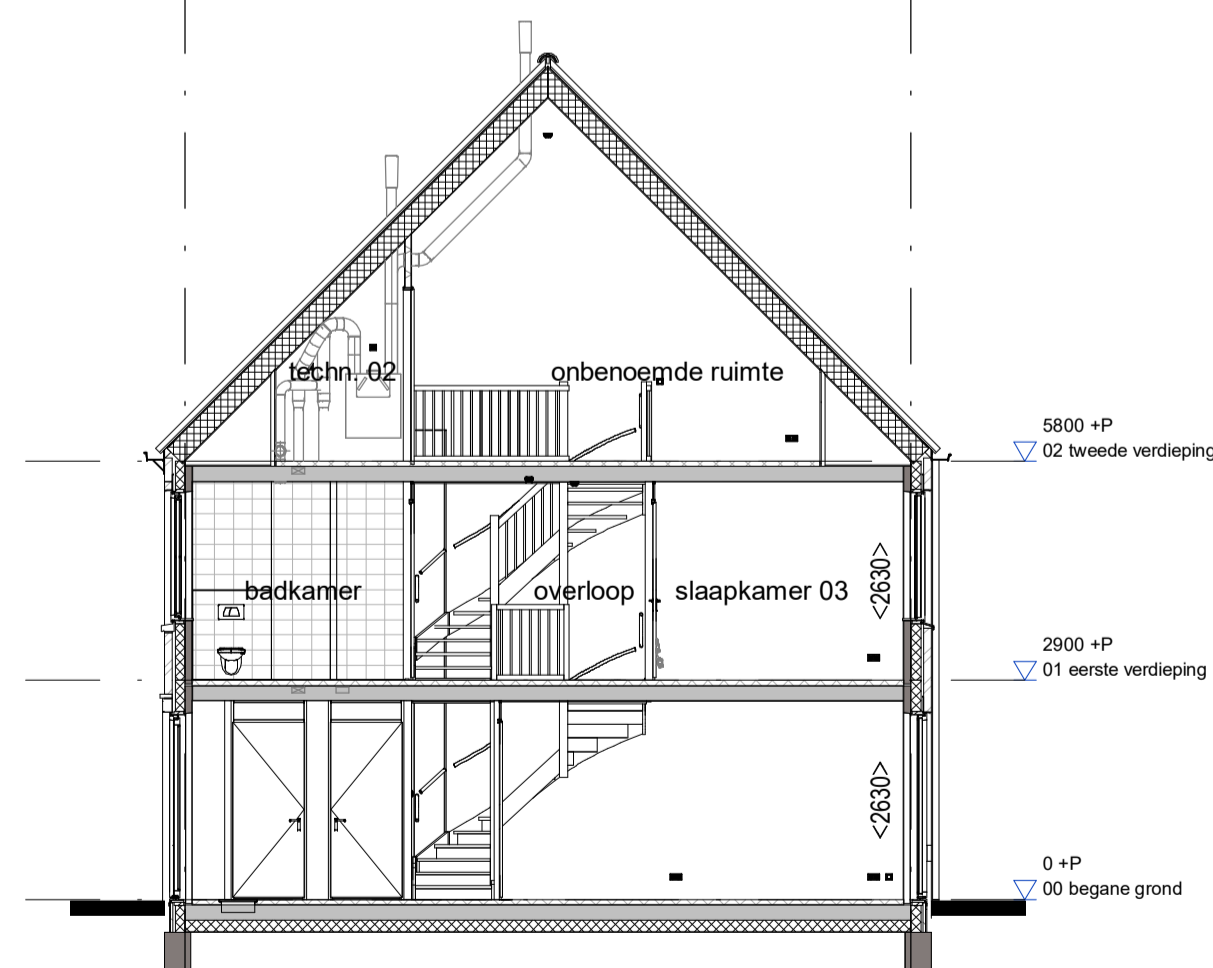 techn. 02
onbenoemde ruimte
5800 +P
02 tweede verdieping
badkamer
overloop
slaapkamer 03
<2630>
2900 +P
01 eerste verdieping
<2630>
0 +P
00 begane grond